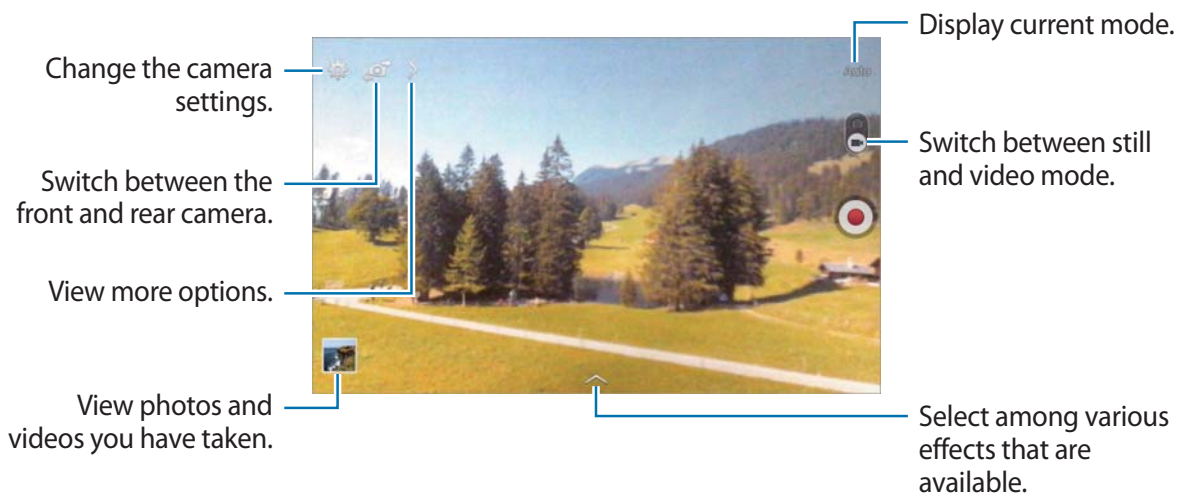 Change the camera
settings.
Switch between the
front and rear camera.
View more options.
View photos and
videos you have taken.
Auto
Display current mode.
Switch between still
and video mode.
Select among various
effects that are
available.